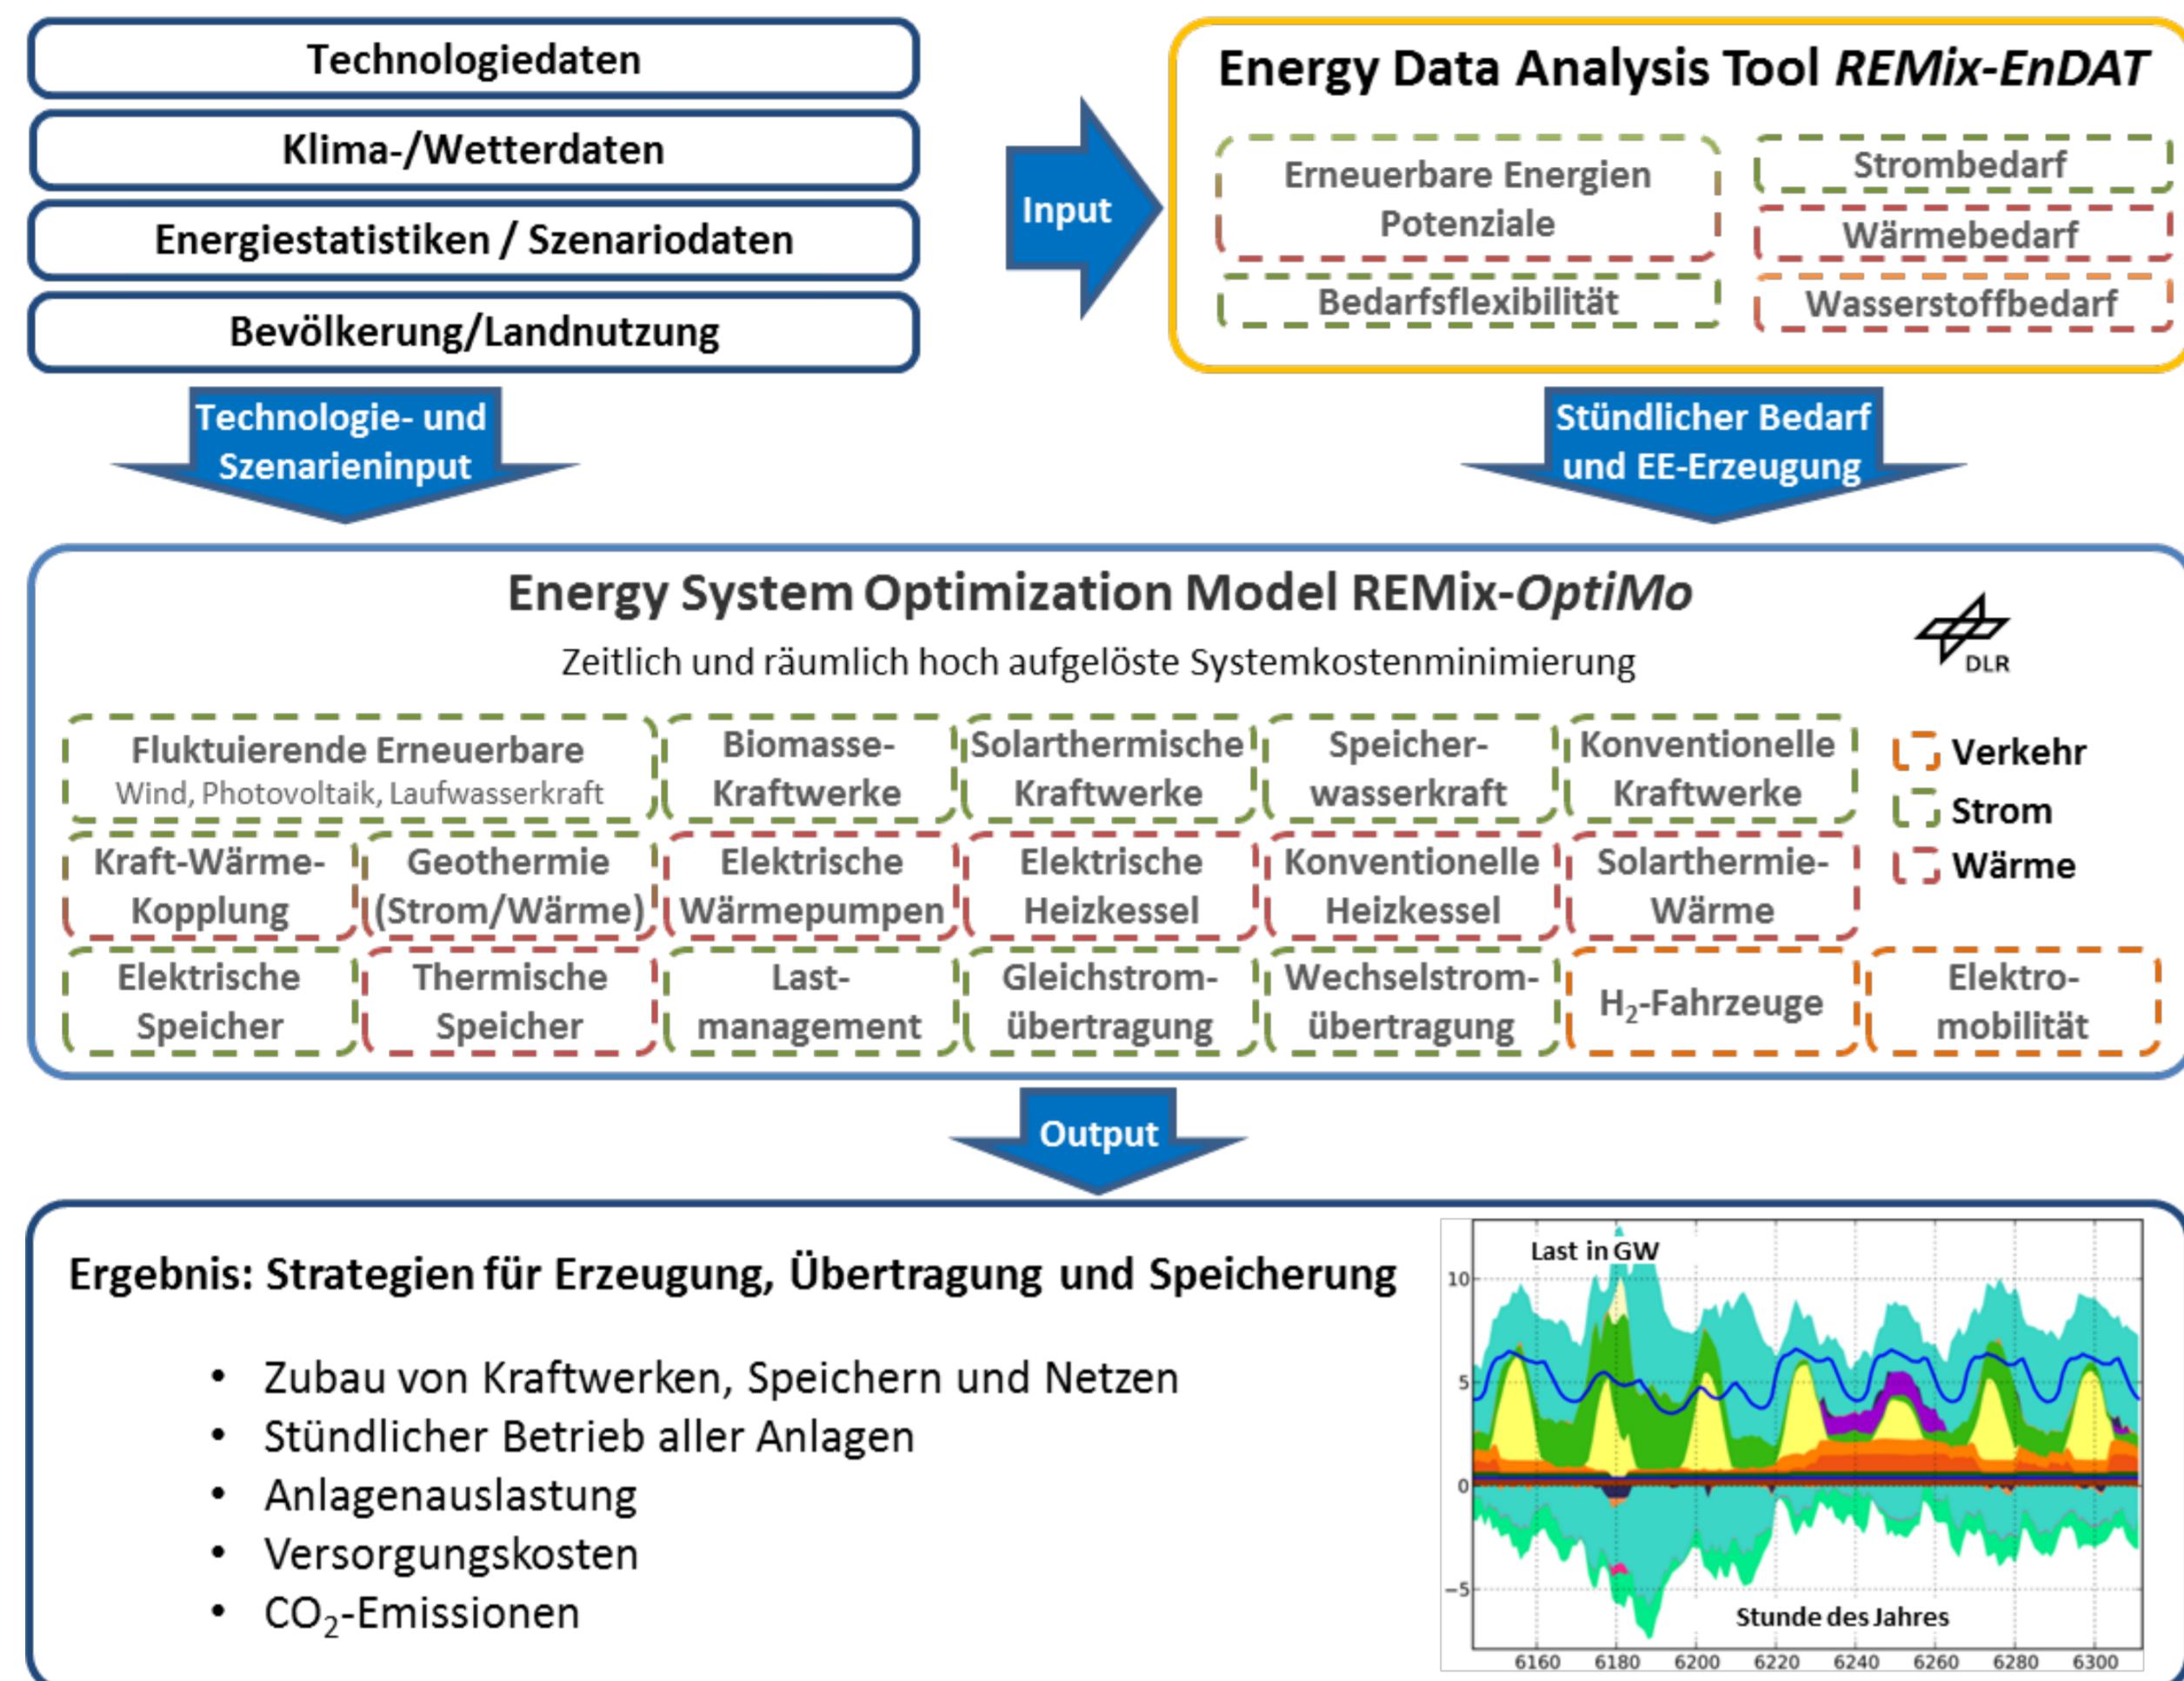 Technologiedaten
Klima-/Wetterdaten
Energiestatistiken / Szenariodaten
Bevölkerung/Landnutzung
Input
Energy Data Analysis Tool REMix-EnDAT
Erneuerbare Energien
Potenziale
Bedarfsflexibilität
Strombedarf
Wärmebedarf
Wasserstoffbedarf
Technologie- und
Szenarieninput
Stündlicher Bedarf
und EE-Erzeugung
Energy System Optimization Model REMix-OptiMo
Zeitlich und räumlich hoch aufgelöste Systemkostenminimierung
DLR
Fluktuierende Erneuerbare
Wind, Photovoltaik, Laufwasserkraft
Biomasse-
Kraftwerke
Solarthermische
Kraftwerke
Speicher-
wasserkraft
Konventionelle
Kraftwerke
Verkehr
Strom
Wärme
Kraft-Wärme-
Kopplung
Geothermie
(Strom/Wärme)
Elektrische
Wärmepumpen
Elektrische
Heizkessel
Konventionelle
Heizkessel
Solarthermie-
Wärme
Elektrische
Speicher
Thermische
Speicher
Last-
management
Gleichstrom-
übertragung
Wechselstrom-
übertragung
H₂-Fahrzeuge
Elektro-
mobilität
Output
Ergebnis: Strategien für Erzeugung, Übertragung und Speicherung
• Zubau von Kraftwerken, Speichern und Netzen
• Stündlicher Betrieb aller Anlagen
• Anlagenauslastung
• Versorgungskosten
• CO₂-Emissionen
Last in GW
10
5
0
−5
Stunde des Jahres
6160 6180 6200 6220 6240 6260 6280 6300